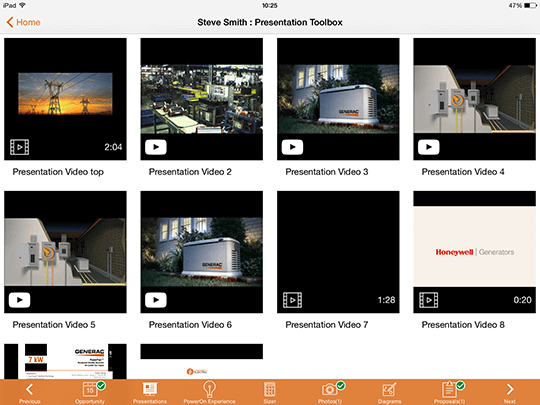 iPad 10:25 47%
Home Steve Smith : Presentation Toolbox
2:04
Presentation Video top Presentation Video 2 Presentation Video 3 Presentation Video 4
GENERAC
GENERAC
1:28
Honeywell Generators
0:20
Presentation Video 5 Presentation Video 6 Presentation Video 7 Presentation Video 8
7 kW
GENERAC
Previous Opportunity Presentations PowerOn Experience Sizer Photos(1) Diagrams Proposals(1) Next
15